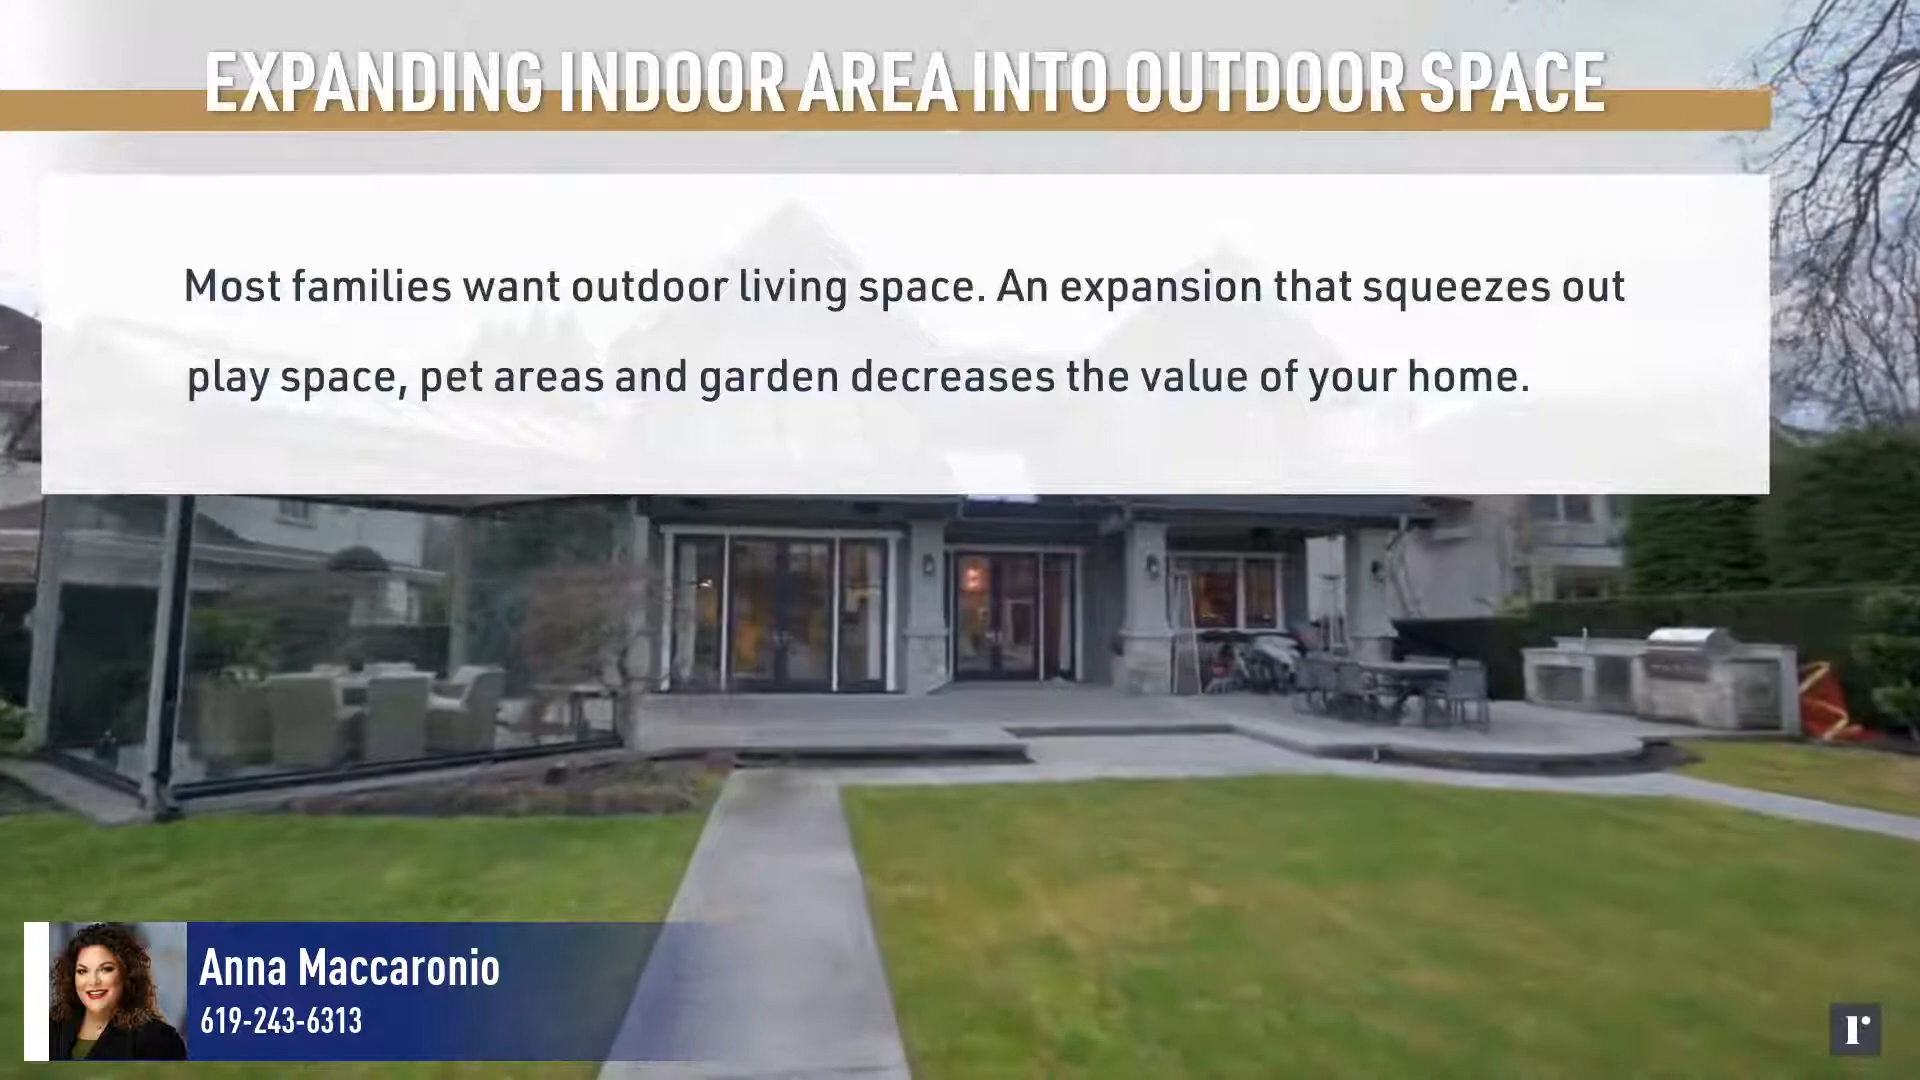 EXPANDING INDOOR AREA INTO OUTDOOR SPACE
Most families want outdoor living space. An expansion that squeezes out
play space, pet areas and garden decreases the value of your home.
Anna Maccaronio
619-243-6313
r